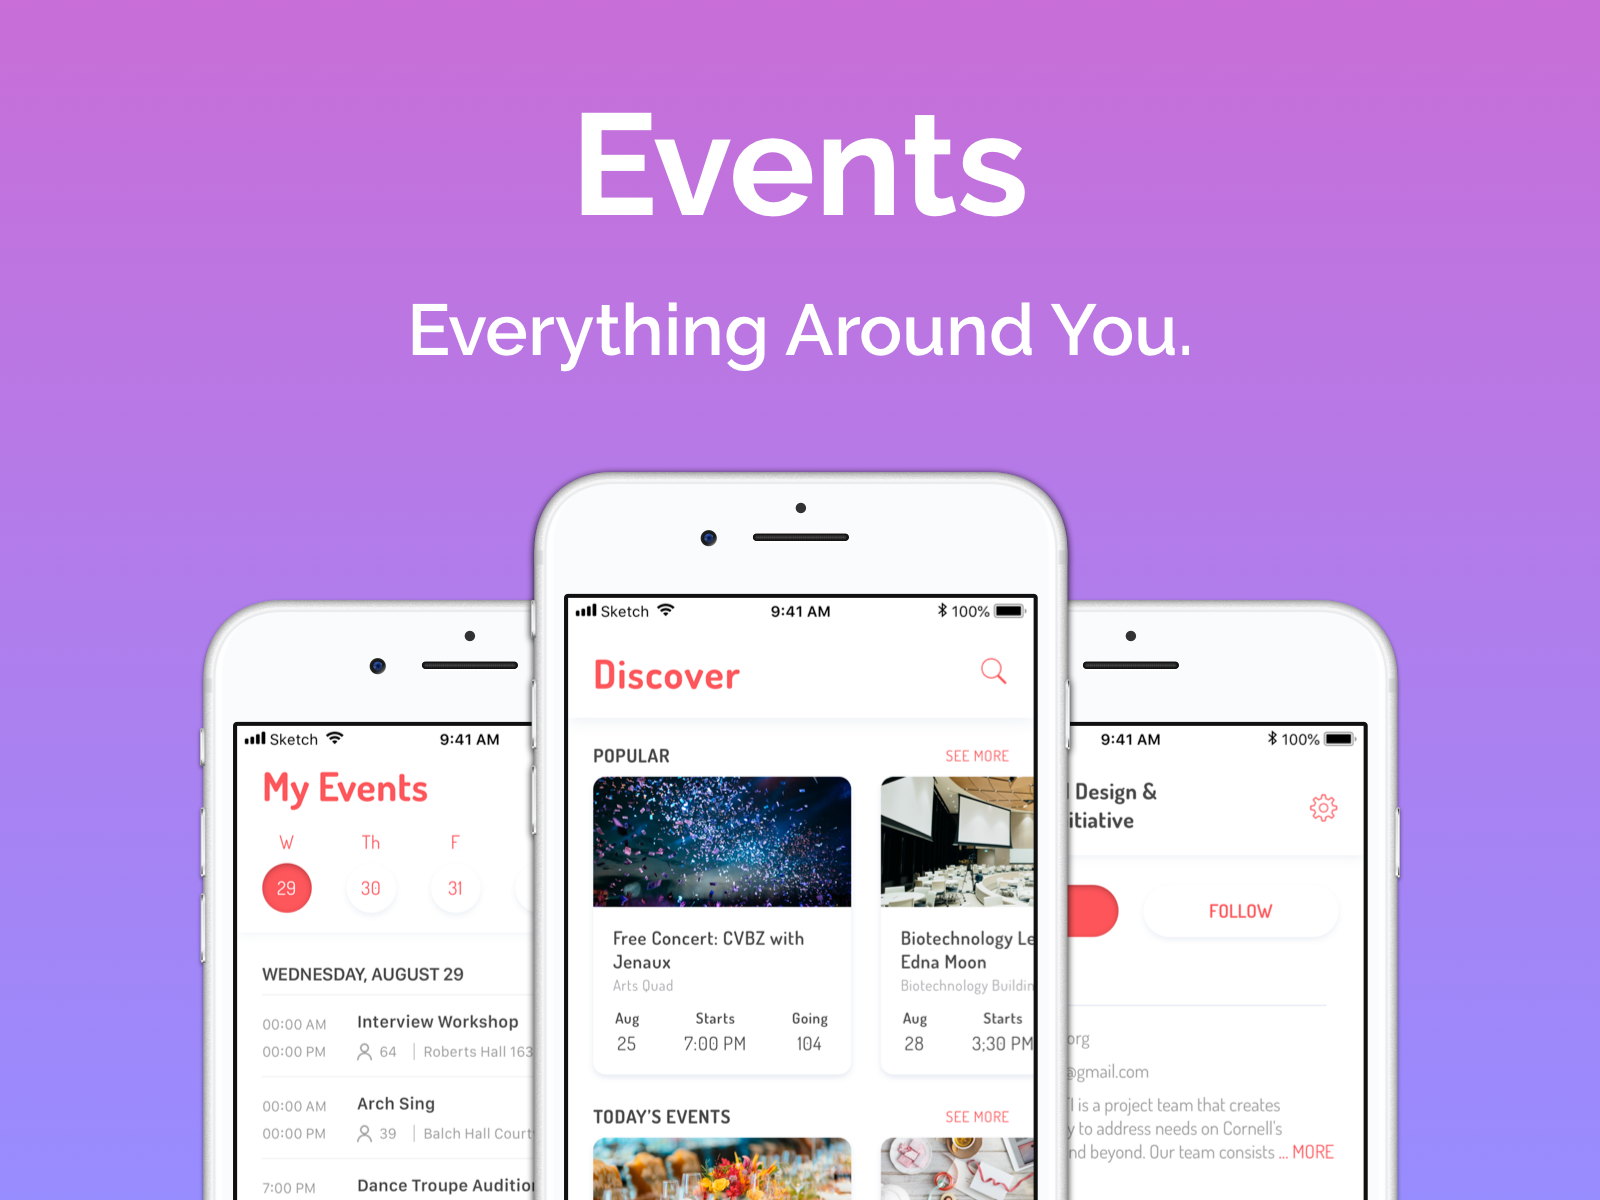 Events
Everything Around You.
Sketch
9:41 AM
My Events
W Th F
29 30 31
WEDNESDAY, AUGUST 29
00:00 AM Interview Workshop
00:00 PM 64 | Roberts Hall 163
00:00 AM Arch Sing
00:00 PM 39 | Balch Hall Court
7:00 PM Dance Troupe Auditio
Sketch 9:41 AM 100%
Discover
POPULAR SEE MORE
Free Concert: CVBZ with
Jenaux
Arts Quad
Aug Starts Going
25 7:00 PM 104
Biotechnology Le
Edna Moon
Biotechnology Buildin
Aug Starts
28 3;30 PM
TODAY'S EVENTS SEE MORE
9:41 AM 100%
Design &
itiative
FOLLOW
org
@gmail.com
I is a project team that creates
y to address needs on Cornell's
nd beyond. Our team consists ... MORE